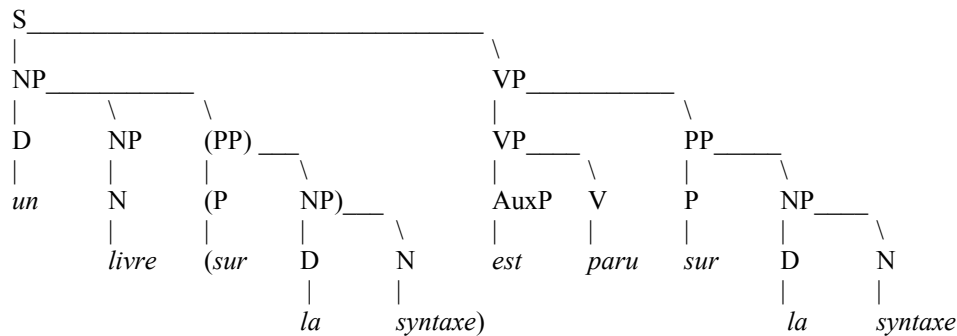 S
NP VP
D NP (PP) VP PP
un N (P NP) AuxP V P NP
livre (sur D N est paru sur D N
la syntaxe) la syntaxe